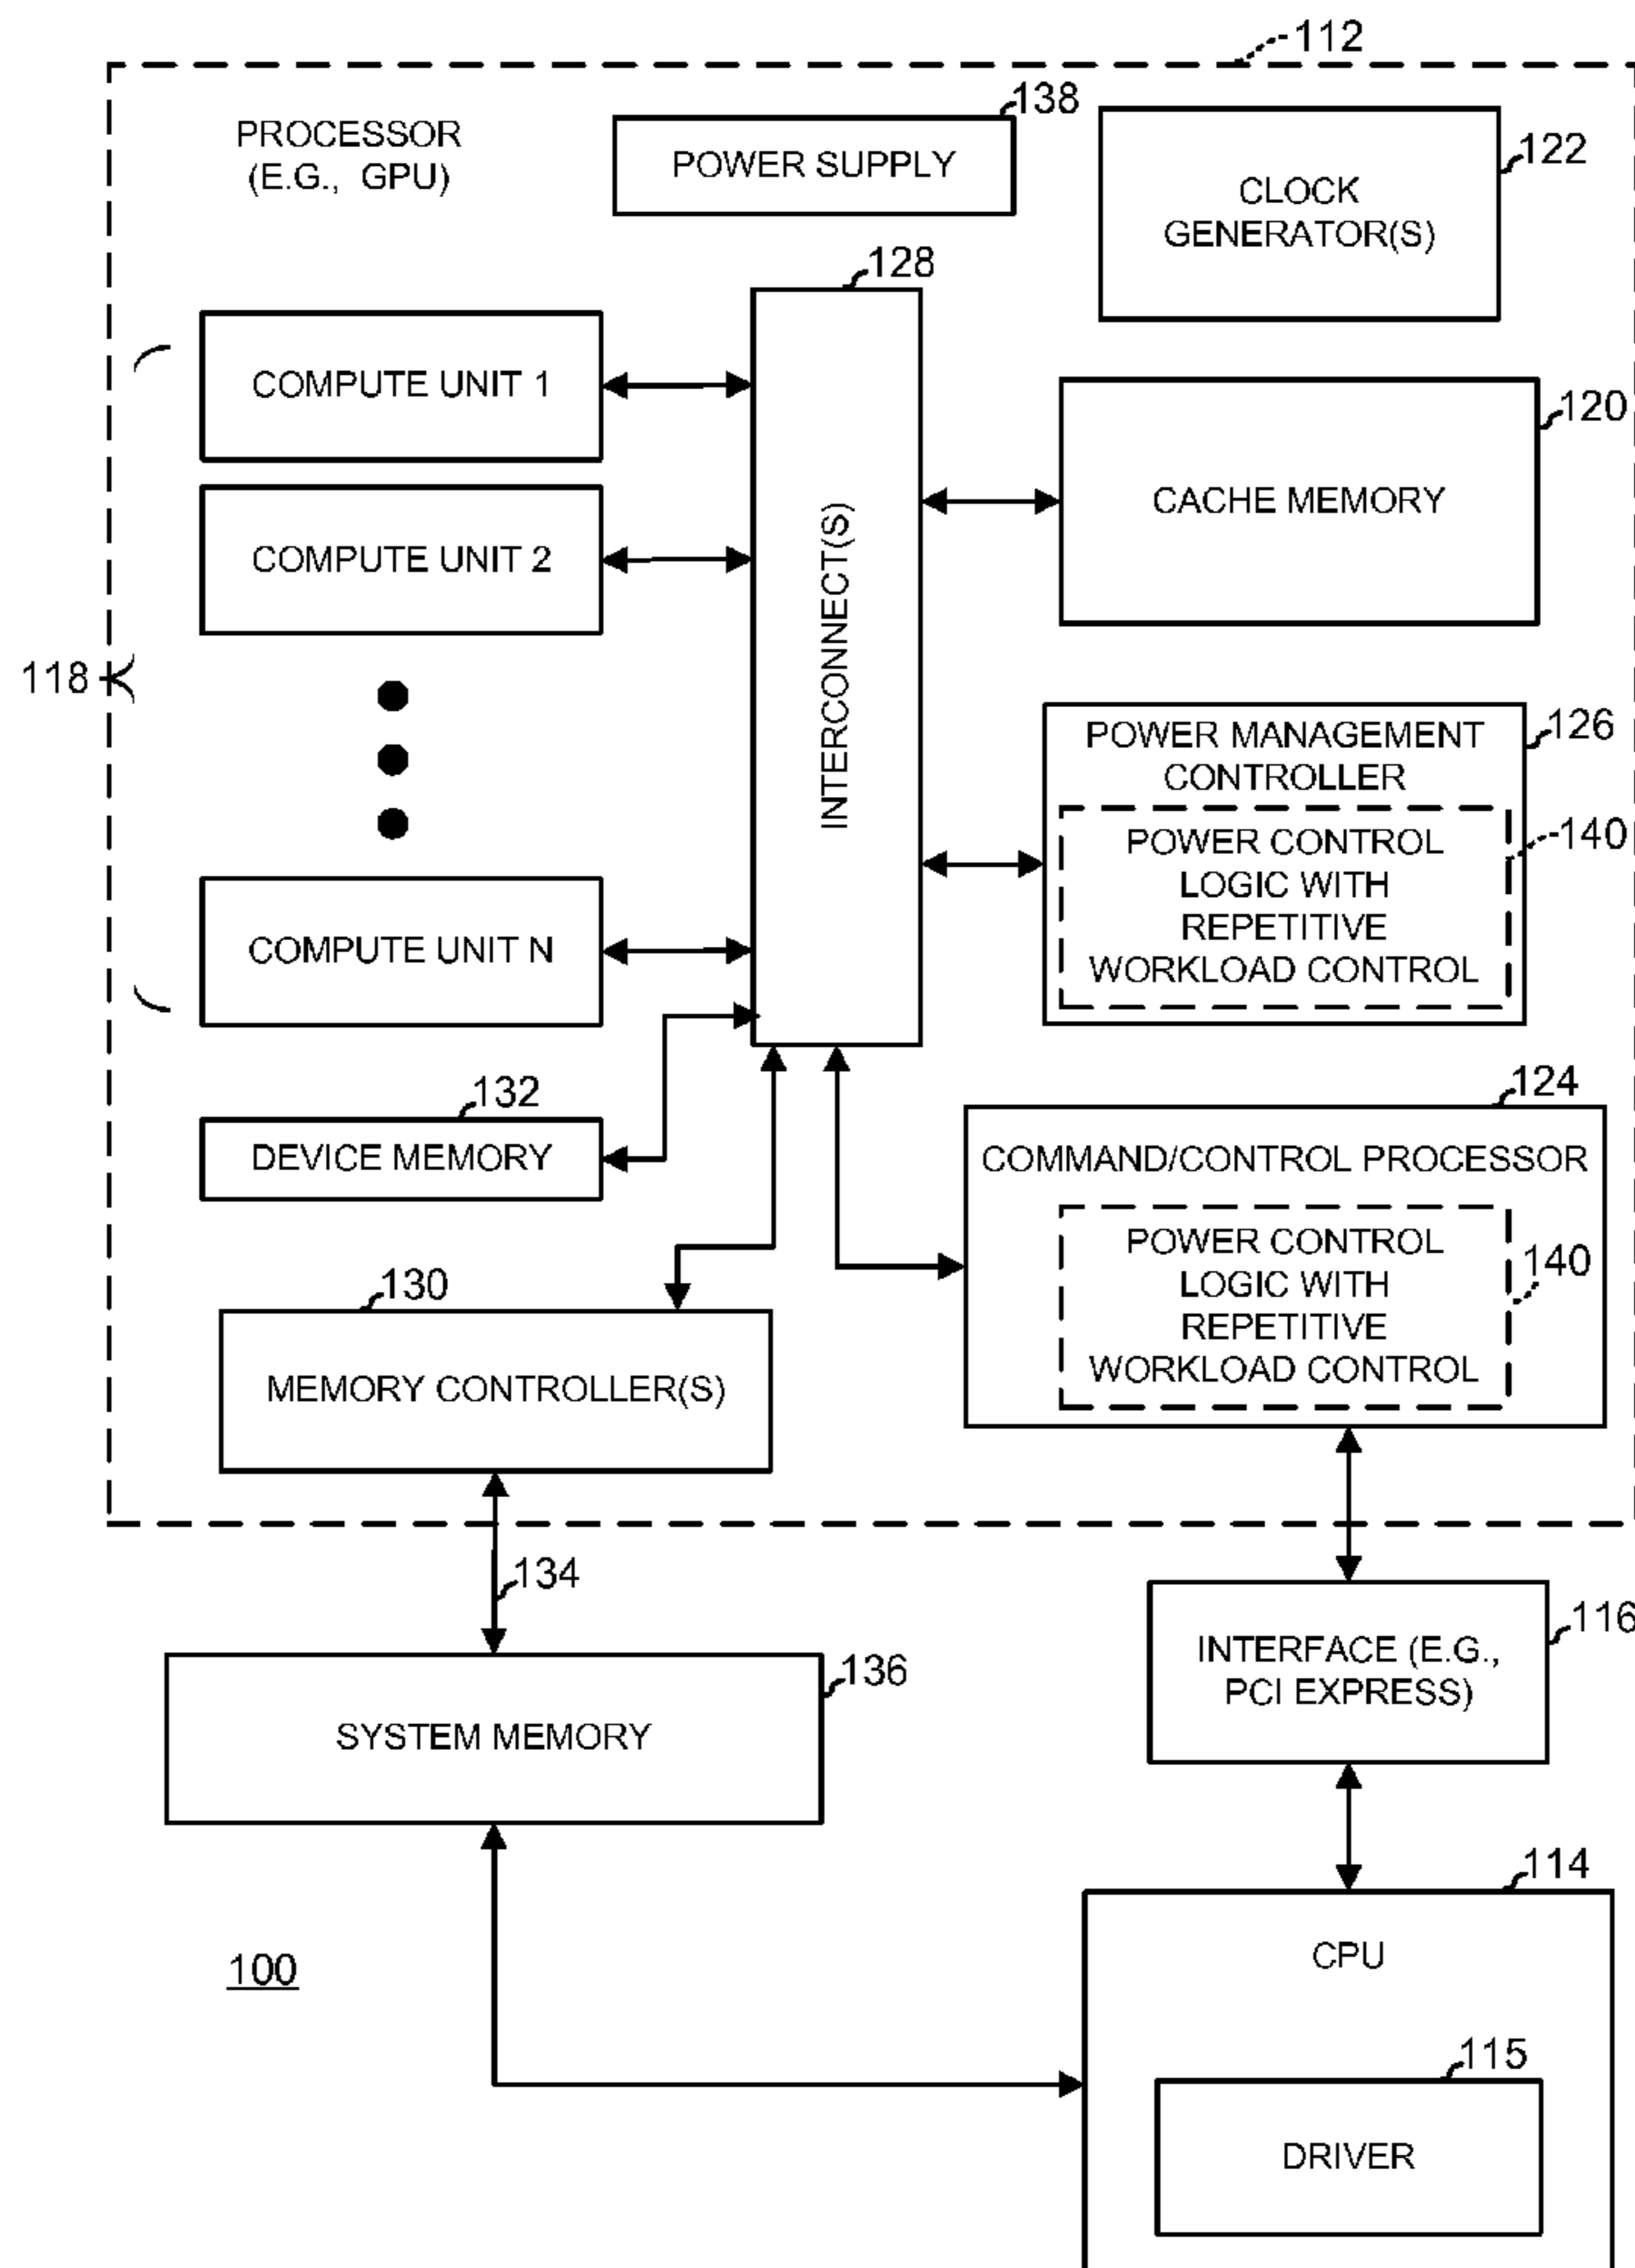 112
PROCESSOR
(E.G., GPU)
138
POWER SUPPLY
122
CLOCK
GENERATOR(S)
128
INTERCONNECT(S)
118
COMPUTE UNIT 1
COMPUTE UNIT 2
COMPUTE UNIT N
120
CACHE MEMORY
126
POWER MANAGEMENT
CONTROLLER
140
POWER CONTROL
LOGIC WITH
REPETITIVE
WORKLOAD CONTROL
132
DEVICE MEMORY
124
COMMAND/CONTROL PROCESSOR
140
POWER CONTROL
LOGIC WITH
REPETITIVE
WORKLOAD CONTROL
130
MEMORY CONTROLLER(S)
134
116
INTERFACE (E.G.,
PCI EXPRESS)
136
SYSTEM MEMORY
114
CPU
100
115
DRIVER